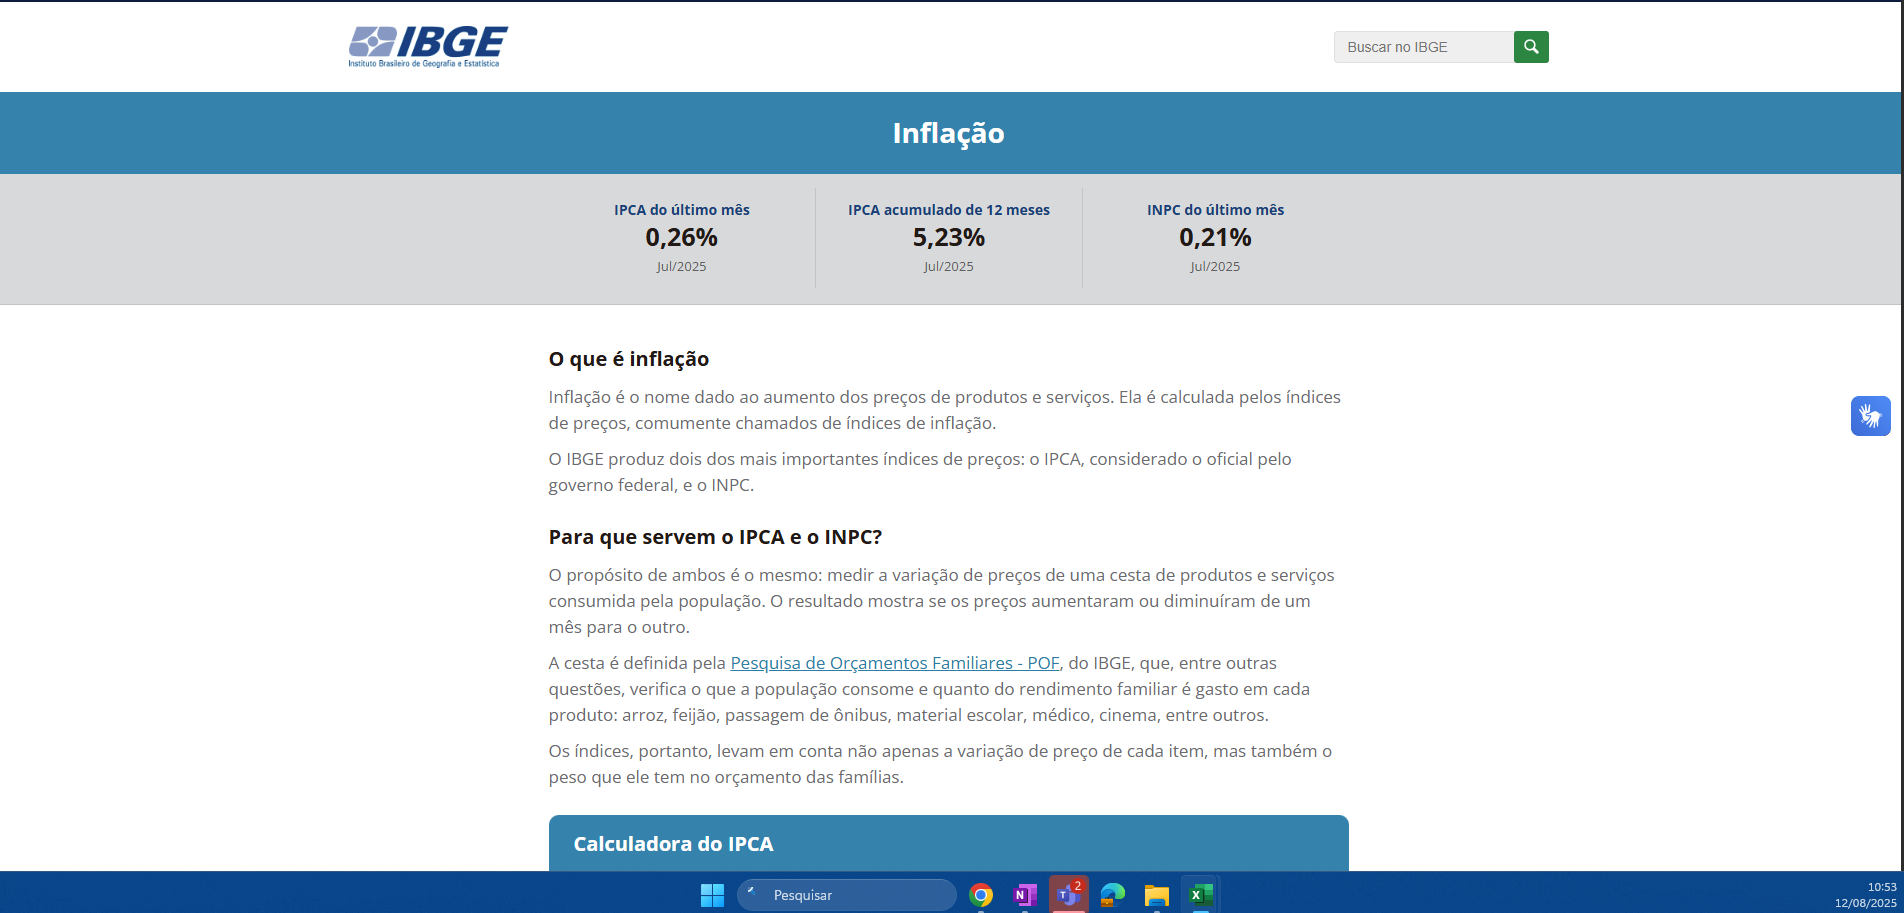 IBGE
Instituto Brasileiro de Geografia e Estatística
Buscar no IBGE
Inflação
IPCA do último mês
0,26%
Jul/2025
IPCA acumulado de 12 meses
5,23%
Jul/2025
INPC do último mês
0,21%
Jul/2025
O que é inflação
Inflação é o nome dado ao aumento dos preços de produtos e serviços. Ela é calculada pelos índices
de preços, comumente chamados de índices de inflação.
O IBGE produz dois dos mais importantes índices de preços: o IPCA, considerado o oficial pelo
governo federal, e o INPC.
Para que servem o IPCA e o INPC?
O propósito de ambos é o mesmo: medir a variação de preços de uma cesta de produtos e serviços
consumida pela população. O resultado mostra se os preços aumentaram ou diminuíram de um
mês para o outro.
A cesta é definida pela Pesquisa de Orçamentos Familiares - POF, do IBGE, que, entre outras
questões, verifica o que a população consome e quanto do rendimento familiar é gasto em cada
produto: arroz, feijão, passagem de ônibus, material escolar, médico, cinema, entre outros.
Os índices, portanto, levam em conta não apenas a variação de preço de cada item, mas também o
peso que ele tem no orçamento das famílias.
Calculadora do IPCA
Pesquisar
N
T
2
X
10:53
12/08/2025